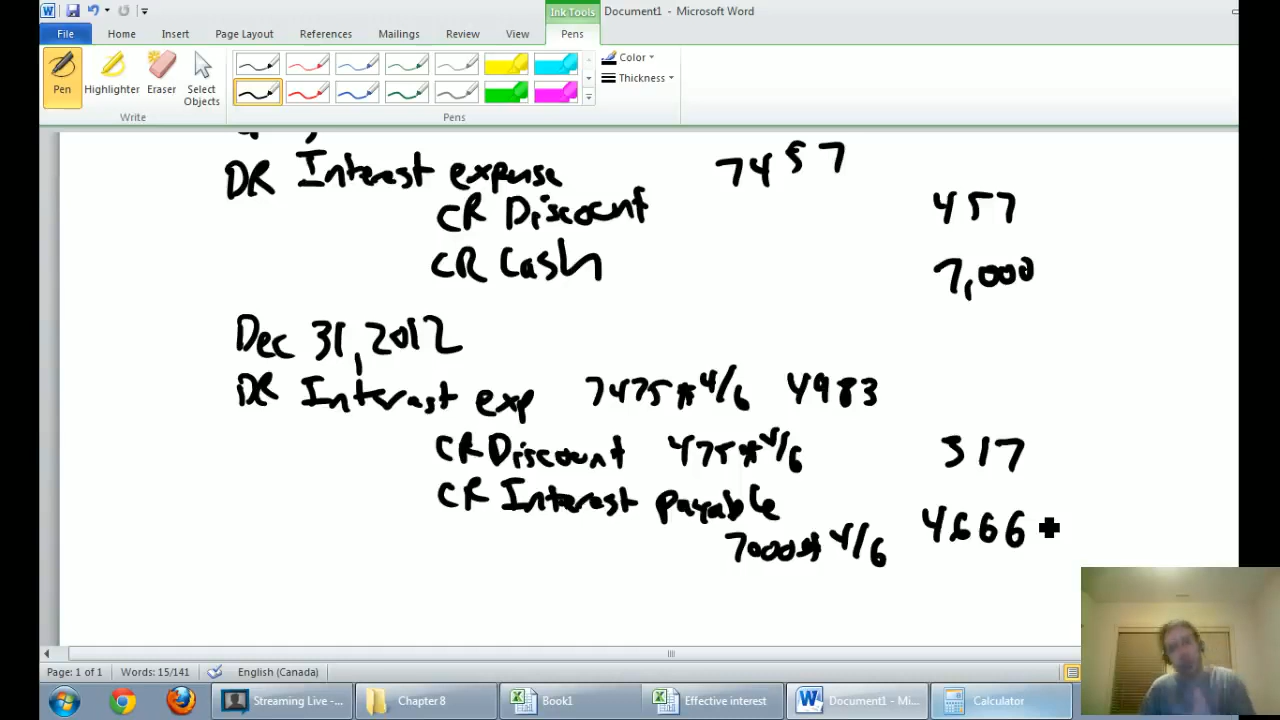 Ink Tools Document1 - Microsoft Word
File Home Insert Page Layout References Mailings Review View Pens
Pen Highlighter Eraser Select Objects
Color
Thickness
Write Pens
DR Interest expense 7457
CR Discount 457
CR Cash 7,000
Dec 31, 2012
DR Interest exp 7475*4/6 4983
CR Discount 475*4/6 317
CR Interest payable
7000*4/6 4666
Page: 1 of 1 Words: 15/141 English (Canada)
Streaming Live -... Chapter 8 Book1 Effective interest Document1 - Mi... Calculator